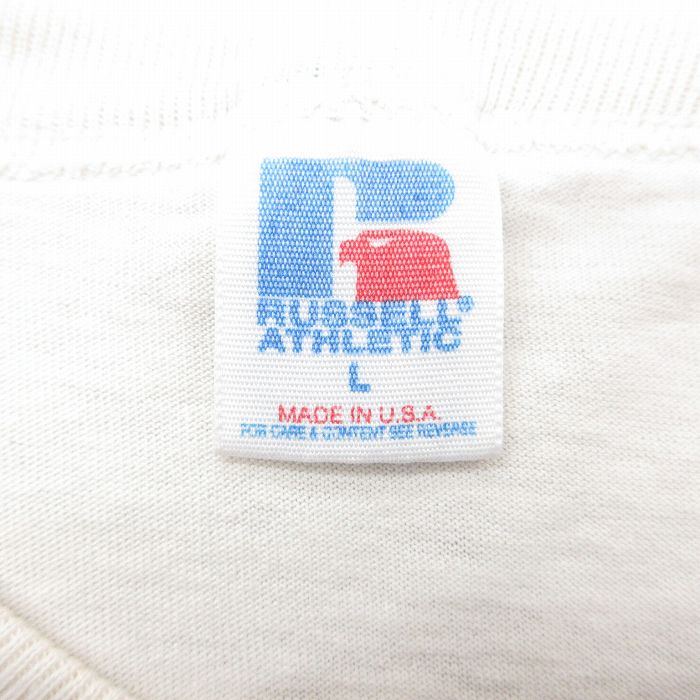 RUSSELL®
ATHLETIC
L
MADE IN U.S.A.
FOR CARE & CONTENT SEE REVERSE